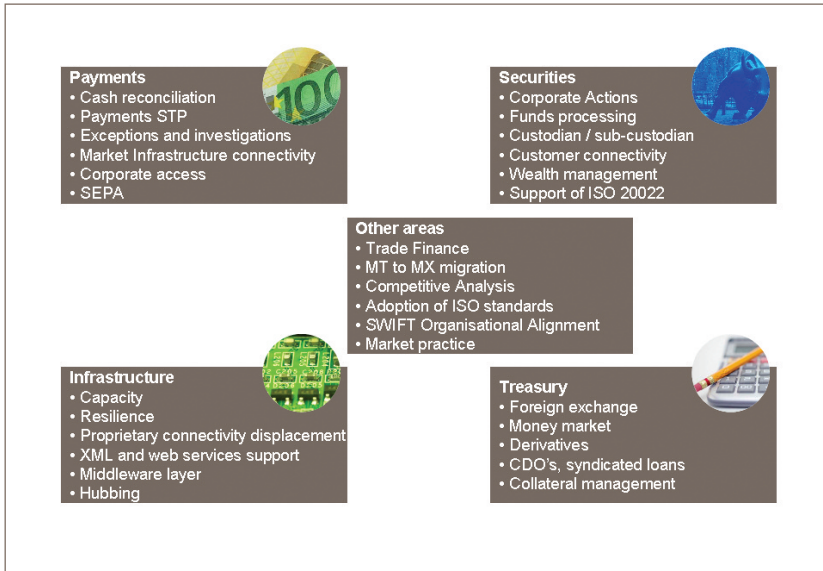 Payments
• Cash reconciliation
• Payments STP
• Exceptions and investigations
• Market Infrastructure connectivity
• Corporate access
• SEPA
100
Securities
• Corporate Actions
• Funds processing
• Custodian / sub-custodian
• Customer connectivity
• Wealth management
• Support of ISO 20022
Other areas
• Trade Finance
• MT to MX migration
• Competitive Analysis
• Adoption of ISO standards
• SWIFT Organisational Alignment
• Market practice
Infrastructure
• Capacity
• Resilience
• Proprietary connectivity displacement
• XML and web services support
• Middleware layer
• Hubbing
Treasury
• Foreign exchange
• Money market
• Derivatives
• CDO's, syndicated loans
• Collateral management